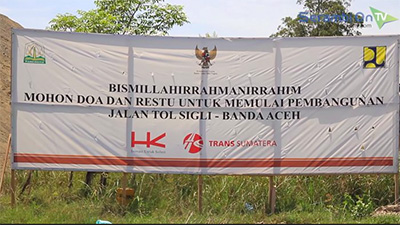 BISMILLAHIRRAHMANIRRAHIM
MOHON DOA DAN RESTU UNTUK MEMULAI PEMBANGUNAN
JALAN TOL SIGLI - BANDA ACEH
HK
TRANS SUMATERA